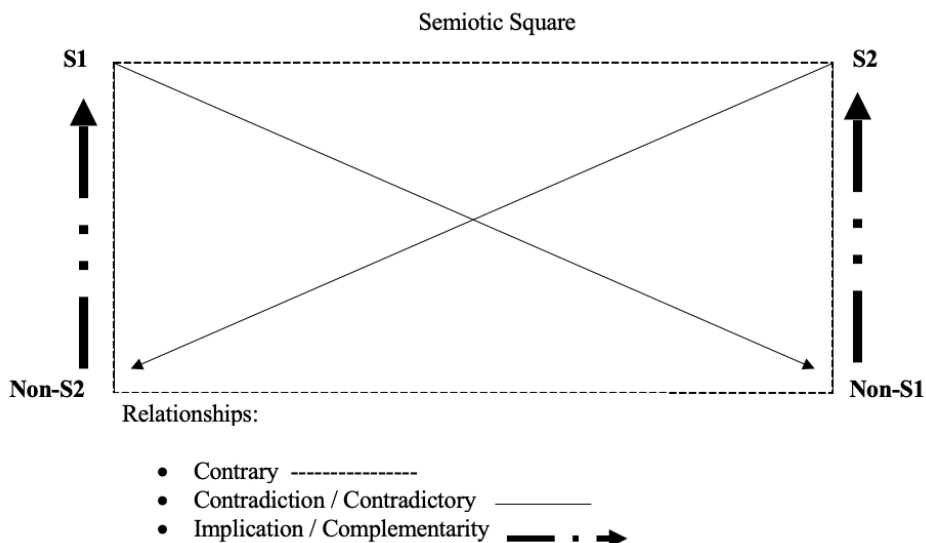 Semiotic Square
S1 S2
Non-S2 Non-S1
Relationships:
• Contrary
• Contradiction / Contradictory
• Implication / Complementarity